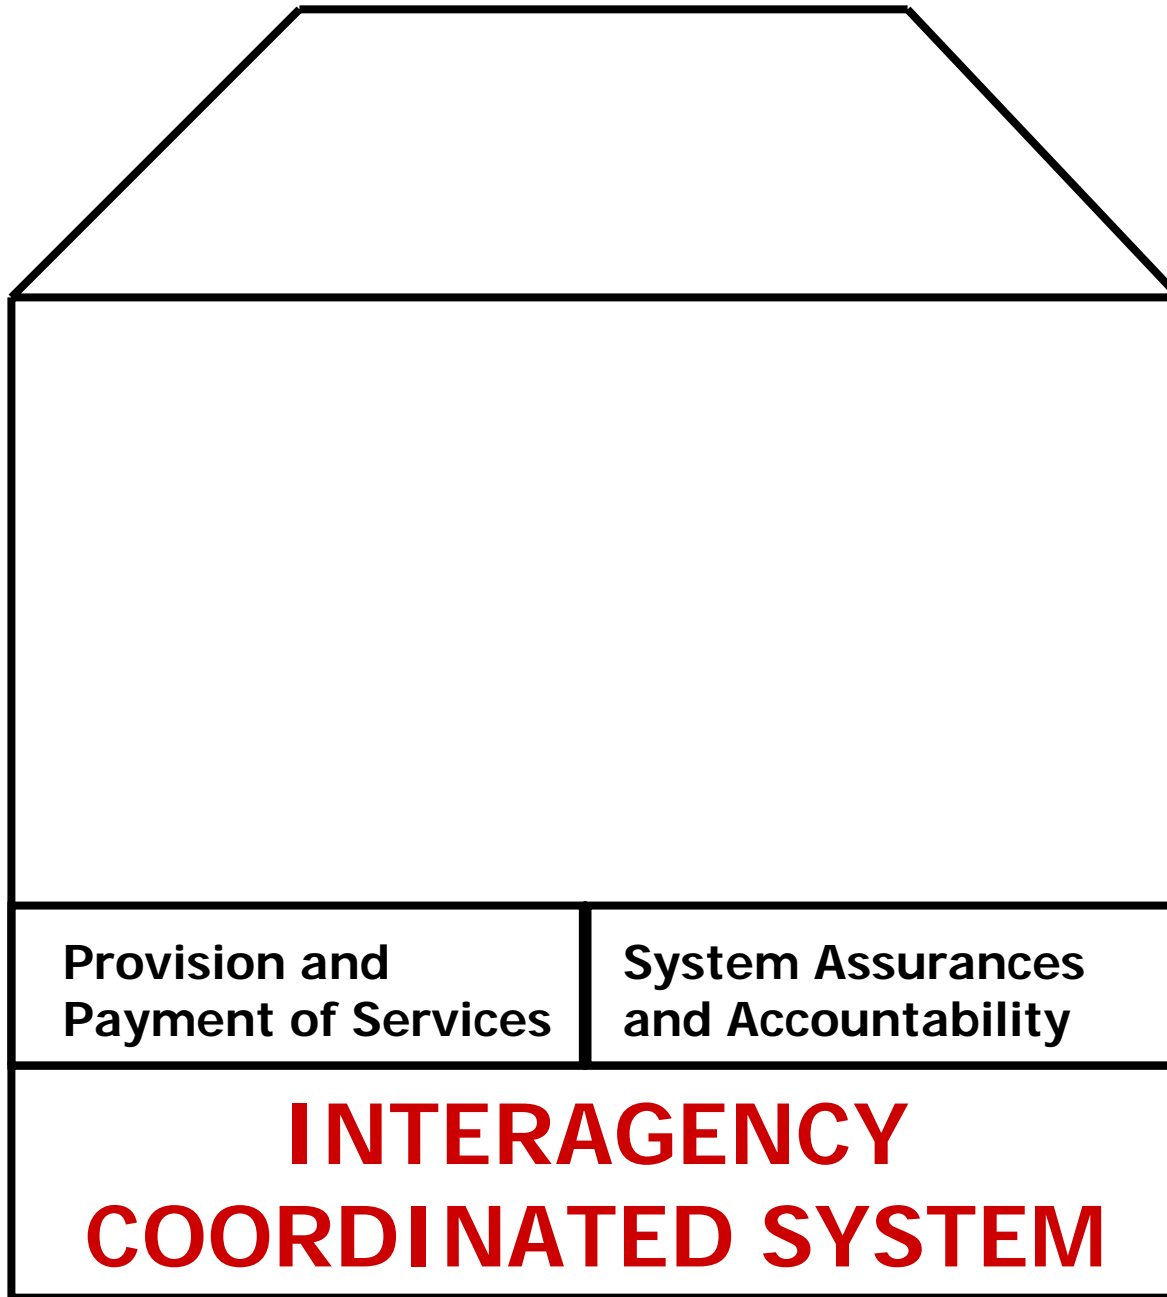 Provision and
Payment of Services
System Assurances
and Accountability
INTERAGENCY
COORDINATED SYSTEM